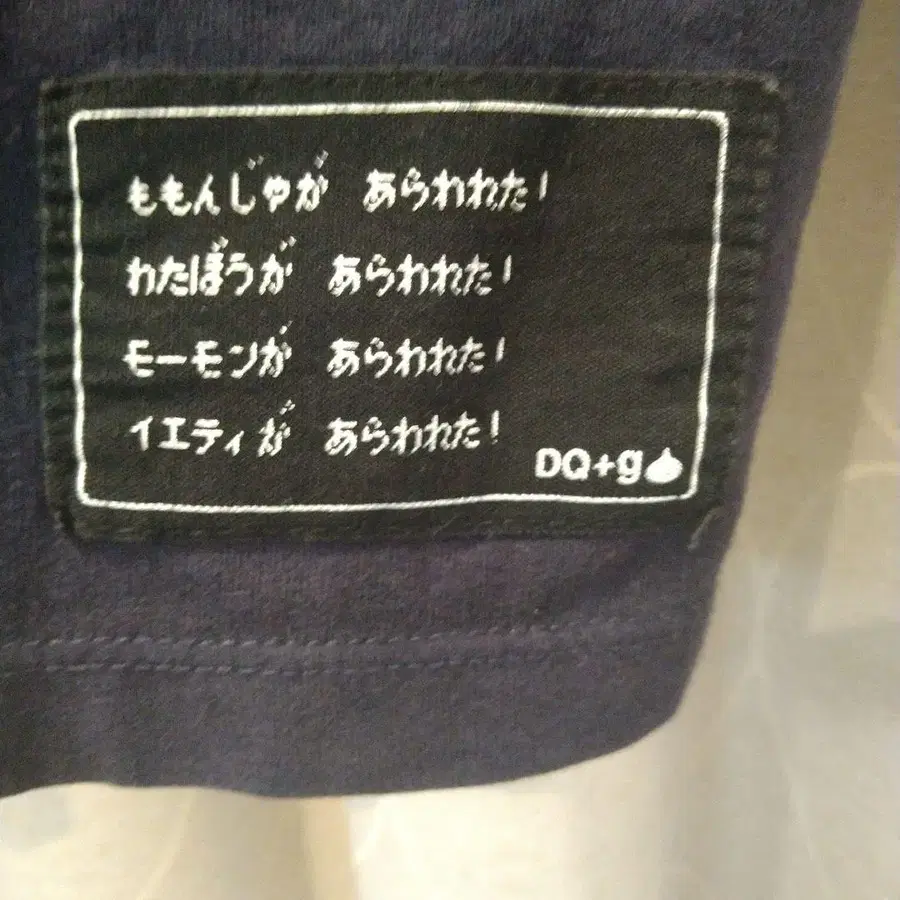 ももんじゃが あらわれた!
わたぼうが あらわれた!
モーモンが あらわれた!
イエティが あらわれた!
DQ+g